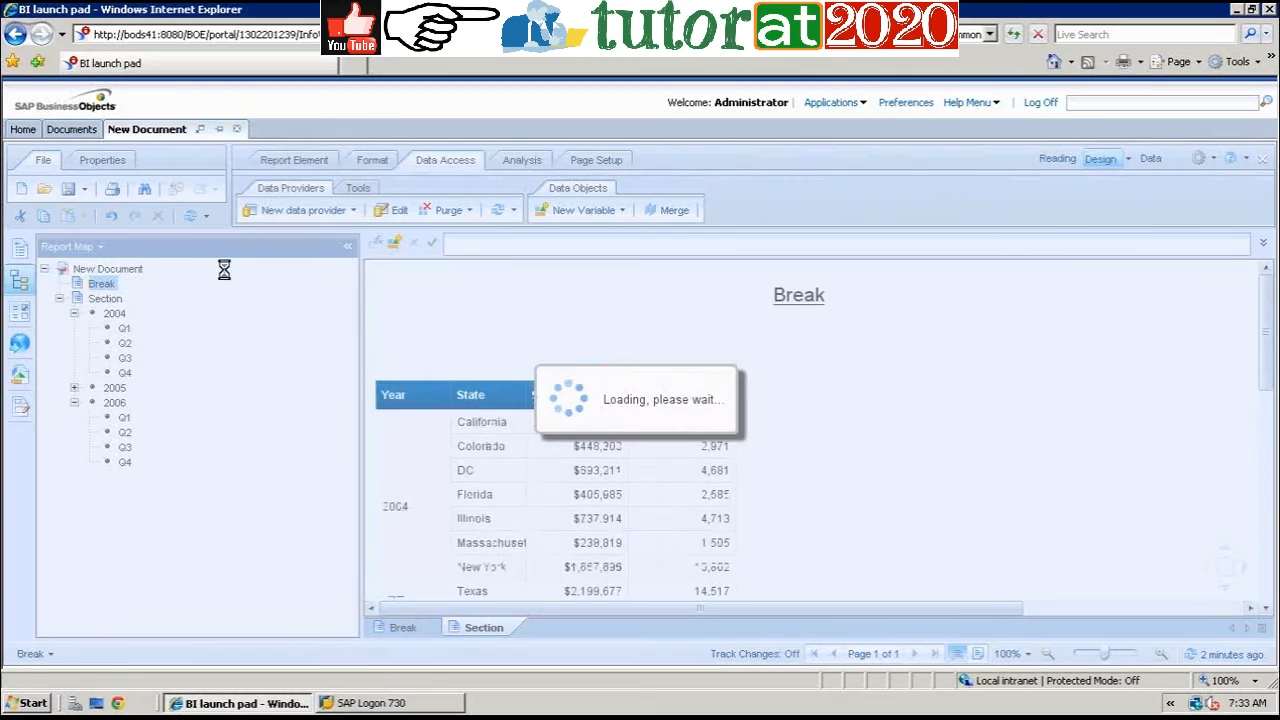 BI launch pad - Windows Internet Explorer
http://bods41:8080/BOE/portal/1302201239/Info
You Tube
tutor at 2020
mmon
Live Search
BI launch pad
Page
Tools
SAP BusinessObjects
Welcome: Administrator
Applications
Preferences
Help Menu
Log Off
Home
Documents
New Document
File
Properties
Report Element
Format
Data Access
Analysis
Page Setup
Reading
Design
Data
Data Providers
Tools
Data Objects
New data provider
Edit
Purge
New Variable
Merge
Report Map
New Document
Break
Section
2004
Q1
Q2
Q3
Q4
2005
2006
Q1
Q2
Q3
Q4
Break
Year State
Loading, please wait...
California
Colorado $448,302 2,971
DC $693,211 4,681
2004
Florida $405,985 2,585
Illinois $737,914 4,713
Massachuset $238,819 1,505
New York
Texas $2,199,677 14,517
Break
Section
Break
Track Changes: Off
Page 1 of 1
100%
2 minutes ago.
Local intranet | Protected Mode: Off
100%
Start
BI launch pad - Windo...
SAP Logon 730
7:33 AM